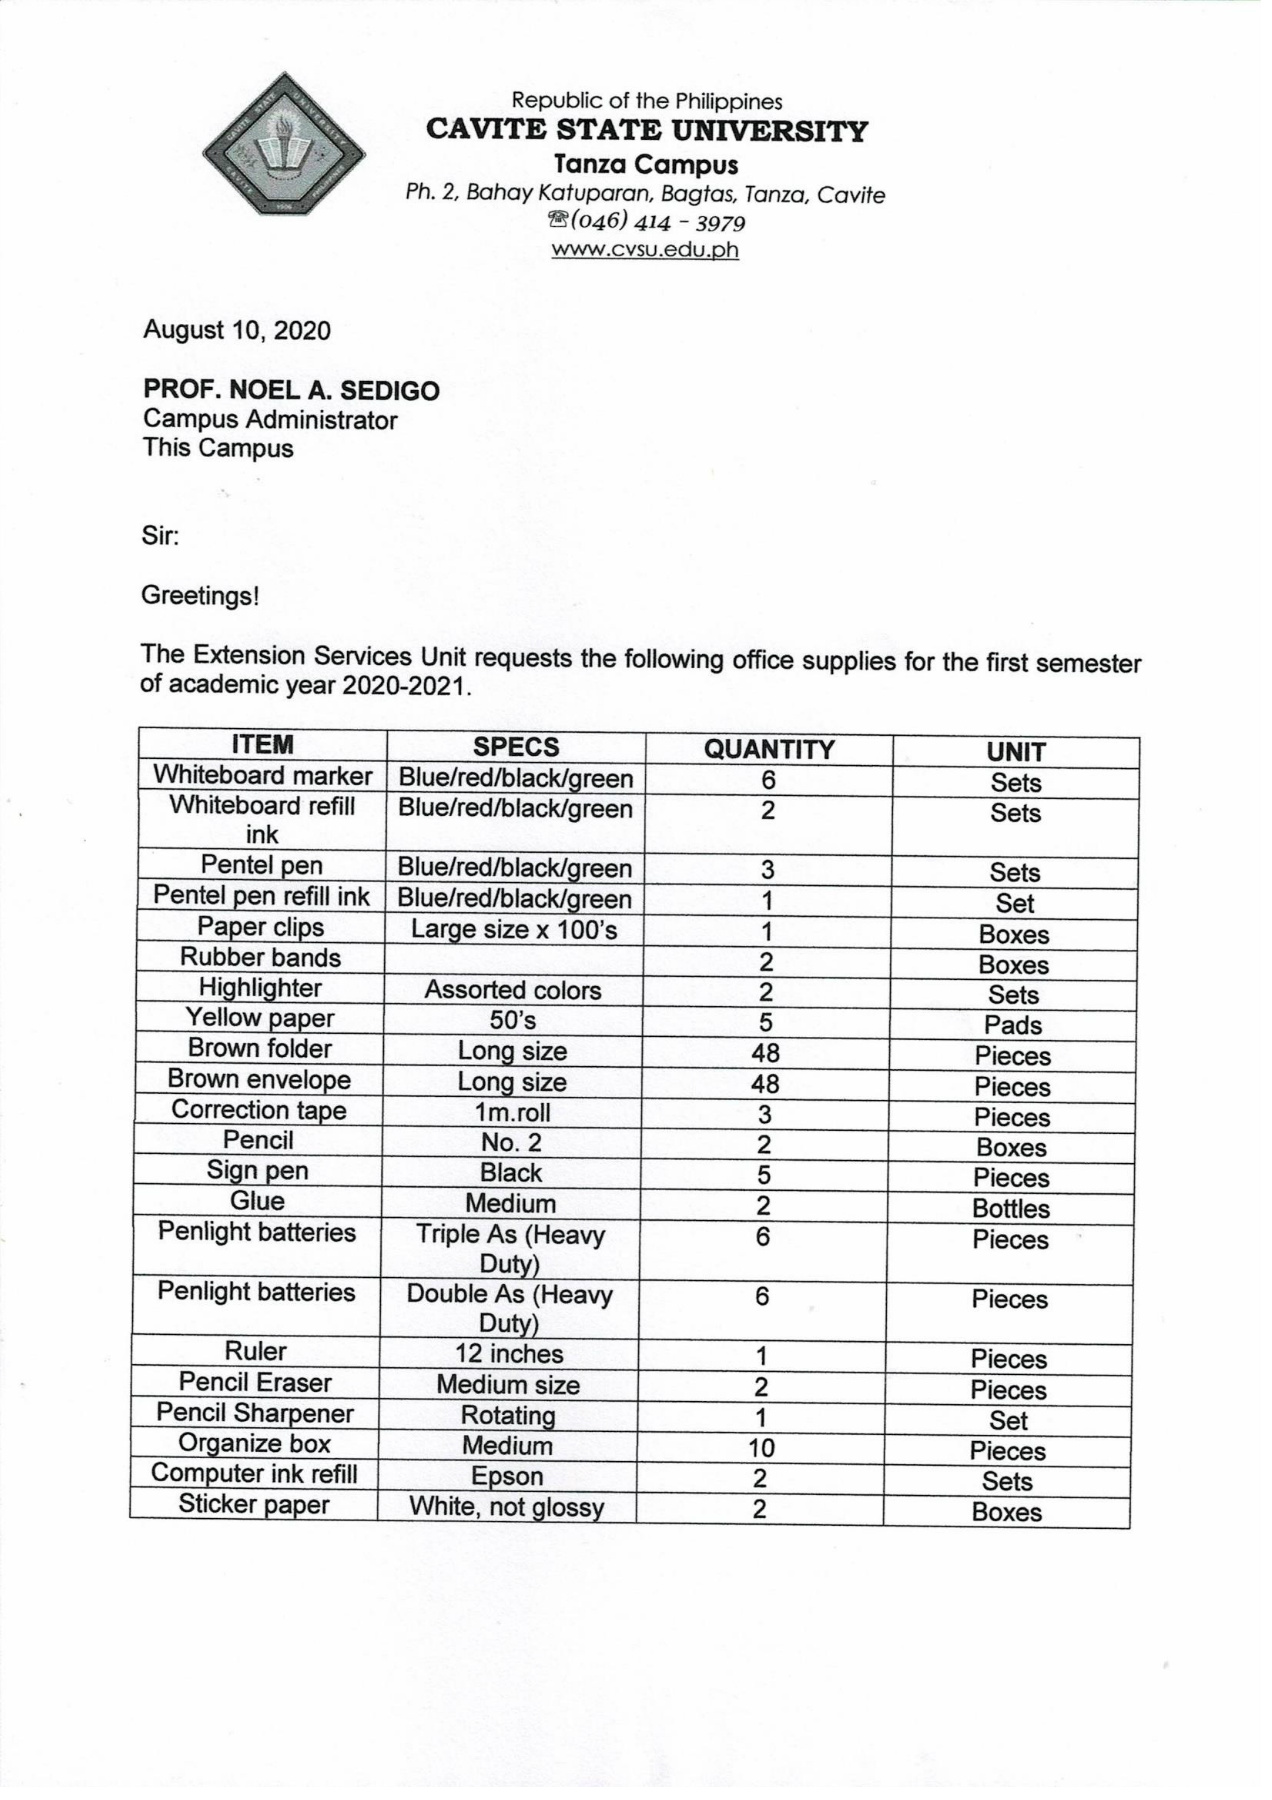 CAVITE STATE UNIVERSITY
CAVITE PHILIPPINES
1906
Republic of the Philippines
CAVITE STATE UNIVERSITY
Tanza Campus
Ph. 2, Bahay Katuparan, Bagtas, Tanza, Cavite
☎(046) 414 - 3979
www.cvsu.edu.ph
August 10, 2020
PROF. NOEL A. SEDIGO
Campus Administrator
This Campus
Sir:
Greetings!
The Extension Services Unit requests the following office supplies for the first semester
of academic year 2020-2021.
ITEM SPECS QUANTITY UNIT
Whiteboard marker Blue/red/black/green 6 Sets
Whiteboard refill Blue/red/black/green 2 Sets
ink
Pentel pen Blue/red/black/green 3 Sets
Pentel pen refill ink Blue/red/black/green 1 Set
Paper clips Large size x 100's 1 Boxes
Rubber bands 2 Boxes
Highlighter Assorted colors 2 Sets
Yellow paper 50's 5 Pads
Brown folder Long size 48 Pieces
Brown envelope Long size 48 Pieces
Correction tape 1m.roll 3 Pieces
Pencil No. 2 2 Boxes
Sign pen Black 5 Pieces
Glue Medium 2 Bottles
Penlight batteries Triple As (Heavy 6 Pieces
Duty)
Penlight batteries Double As (Heavy 6 Pieces
Duty)
Ruler 12 inches 1 Pieces
Pencil Eraser Medium size 2 Pieces
Pencil Sharpener Rotating 1 Set
Organize box Medium 10 Pieces
Computer ink refill Epson 2 Sets
Sticker paper White, not glossy 2 Boxes